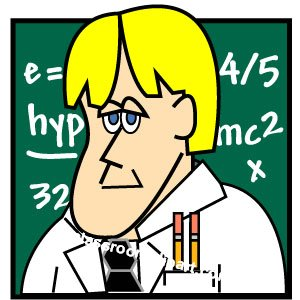 e= 4/5
hyp mc²
x
32